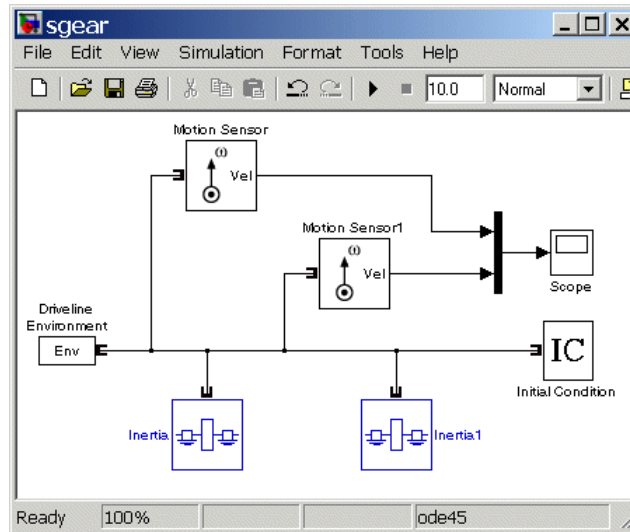 sgear
File Edit View Simulation Format Tools Help
10.0 Normal
Motion Sensor
ω
Vel
Motion Sensor1
ω
Vel
Scope
Driveline
Environment
Env
IC
Initial Condition
Inertia
Inertia1
Ready 100% ode45